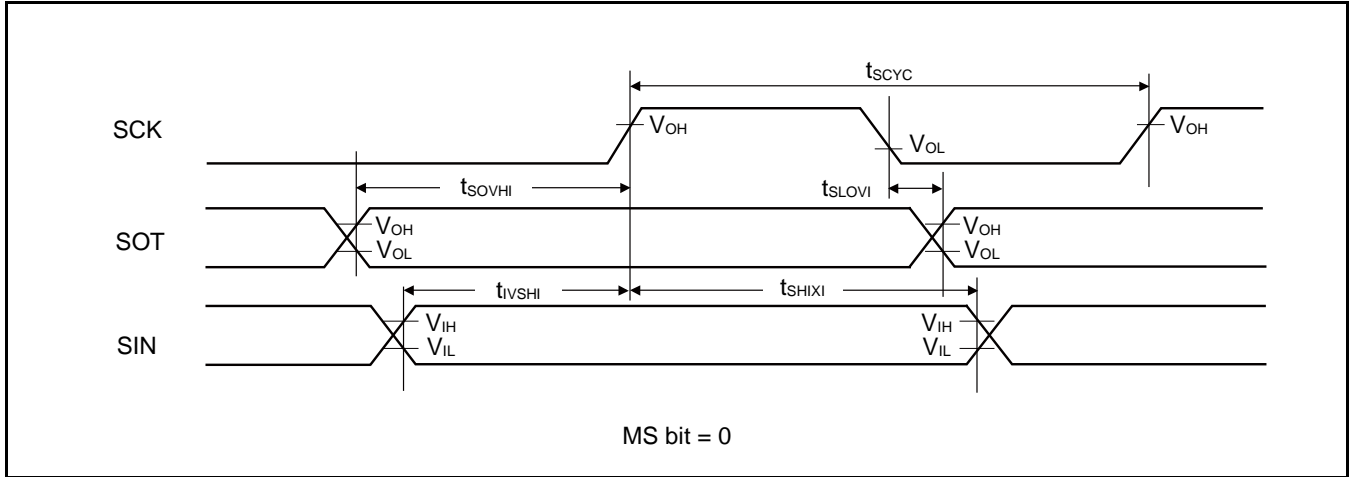 tSCYC
SCK
VOH
VOL
VOH
tSOVHI
tSLOVI
SOT
VOH
VOL
VOH
VOL
tIVSHI
tSHIXI
SIN
VIH
VIL
VIH
VIL
MS bit = 0